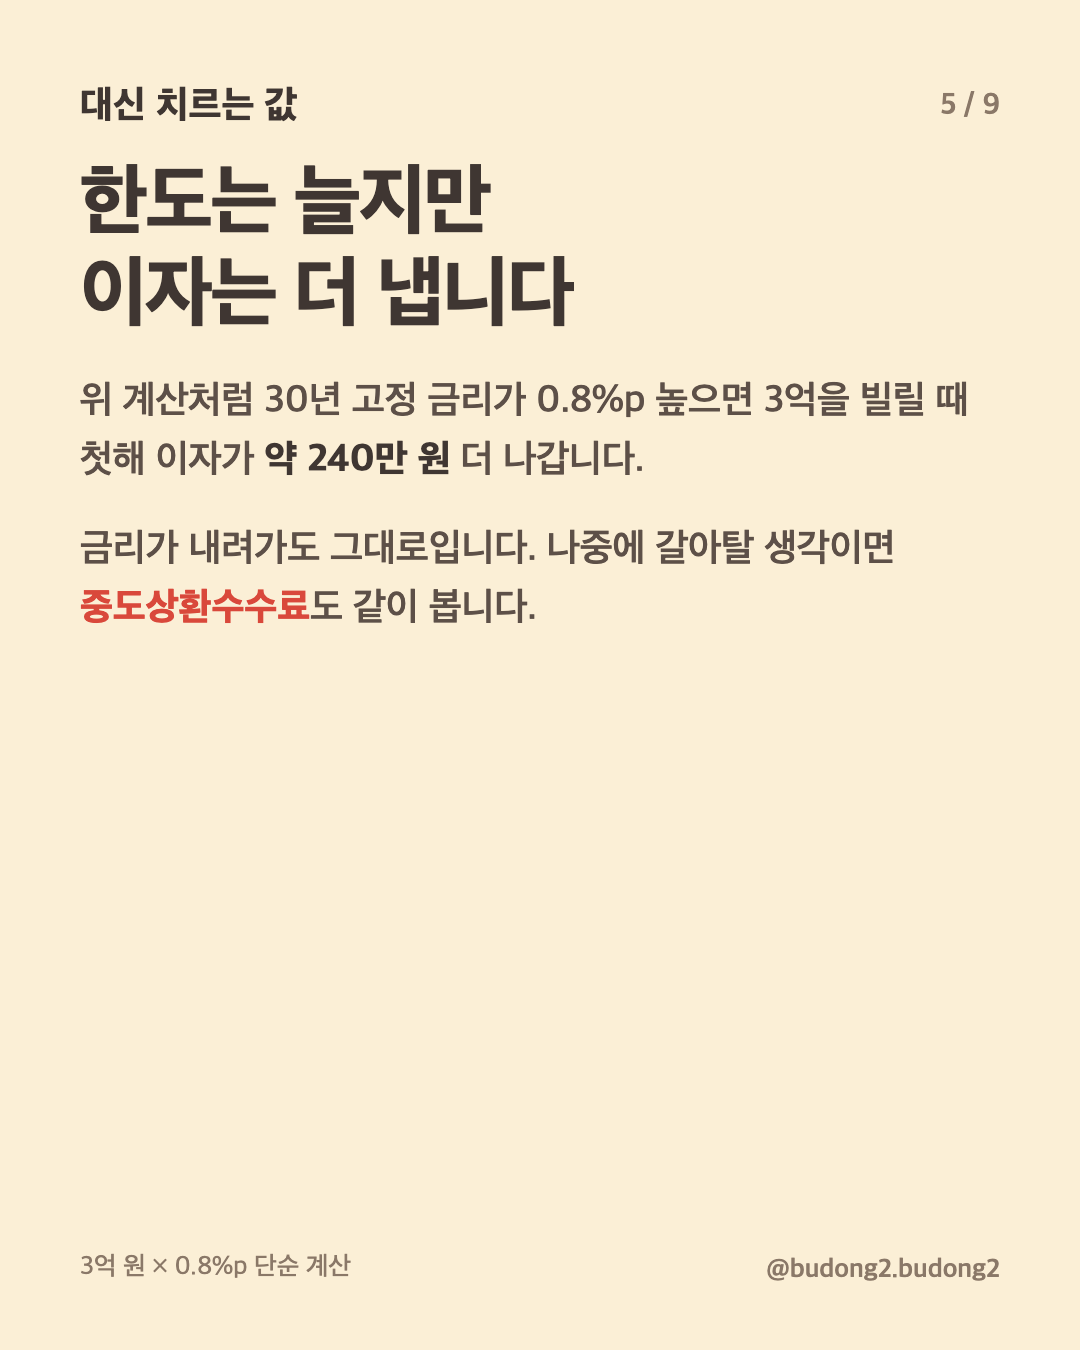 대신 치르는 값
5 / 9
한도는 늘지만
이자는 더 냅니다
위 계산처럼 30년 고정 금리가 0.8%p 높으면 3억을 빌릴 때
첫해 이자가 약 240만 원 더 나갑니다.
금리가 내려가도 그대로입니다. 나중에 갈아탈 생각이면
중도상환수수료도 같이 봅니다.
3억 원 × 0.8%p 단순 계산
@budong2.budong2